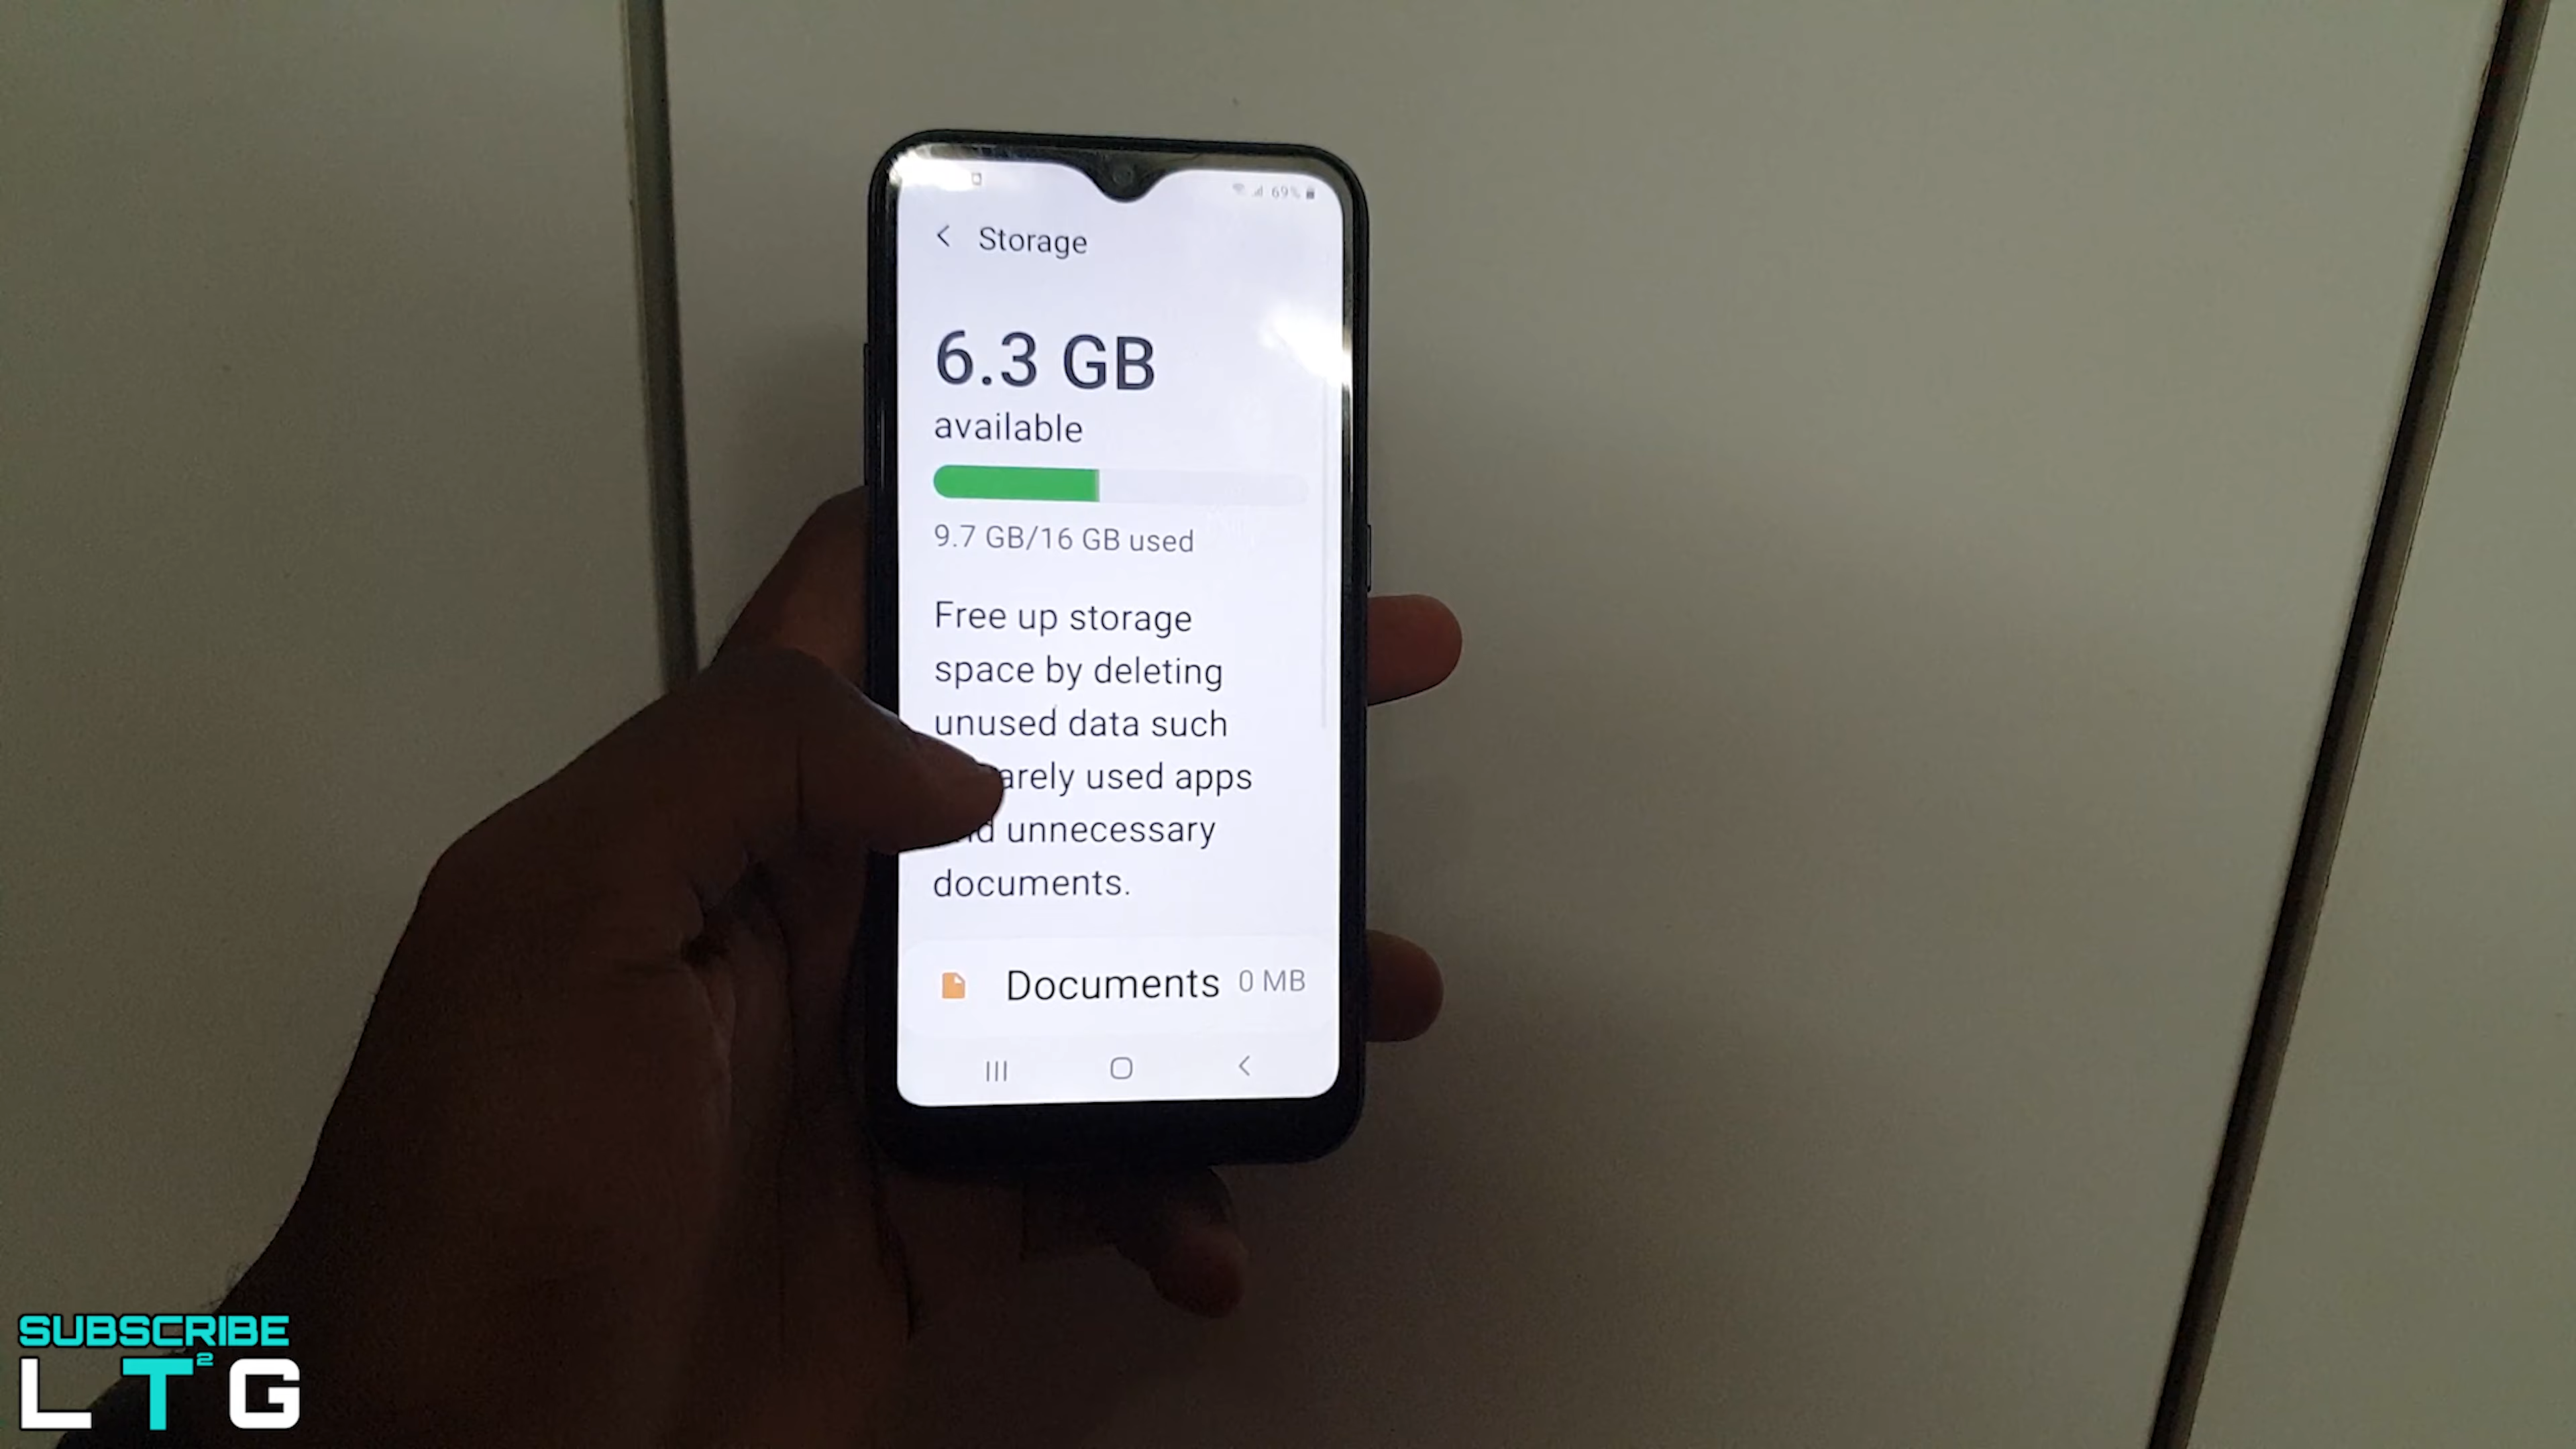 69%
Storage
6.3 GB
available
9.7 GB/16 GB used
Free up storage
space by deleting
unused data such
used apps
unnecessary
documents.
Documents 0 MB
SUBSCRIBE
LT²G